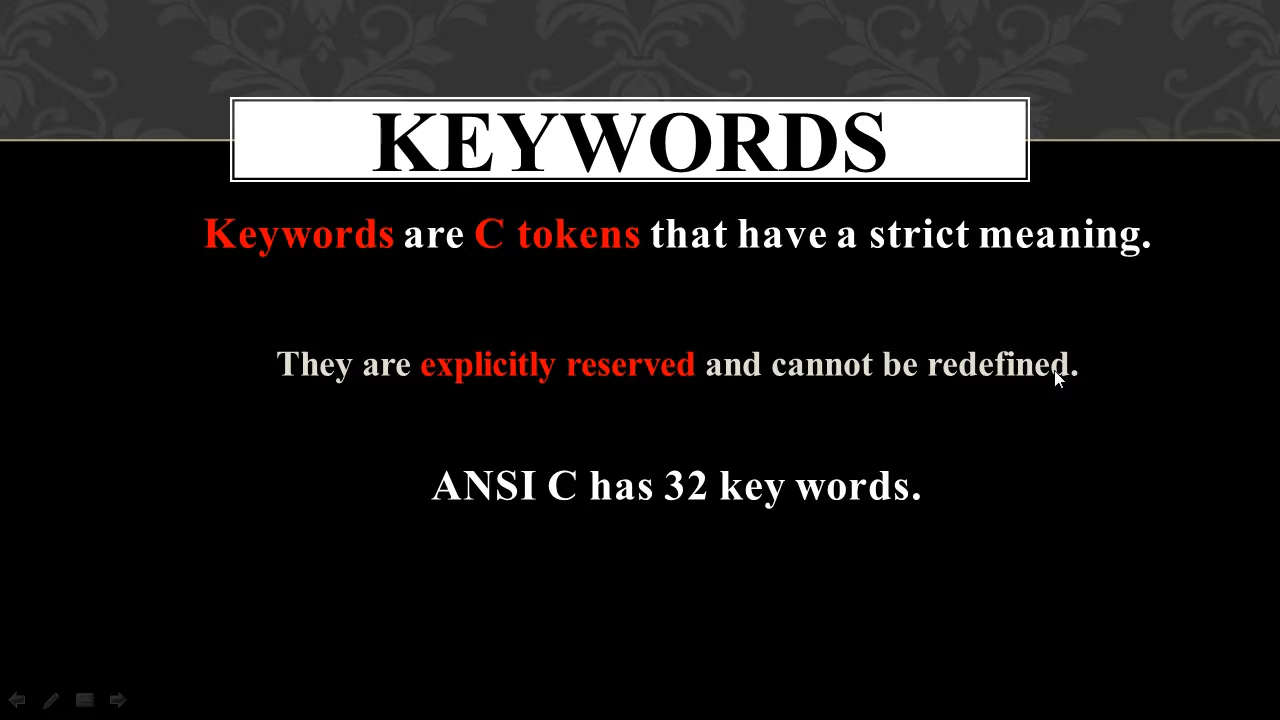 KEYWORDS
Keywords are C tokens that have a strict meaning.
They are explicitly reserved and cannot be redefined.
ANSI C has 32 key words.